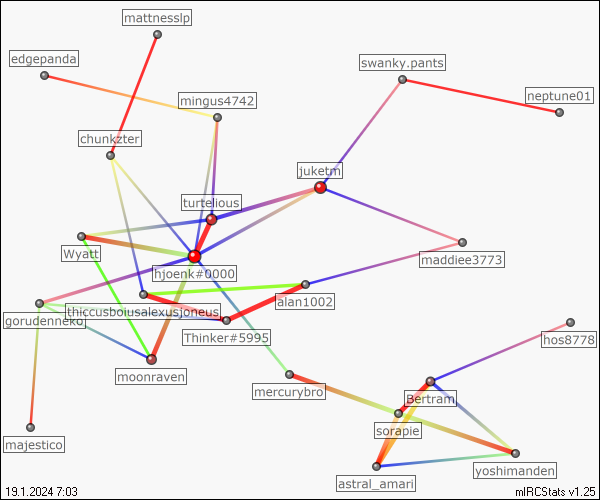 mattnesslp
edgepanda
swanky.pants
neptune01
mingus4742
chunkzter
juketm
turtelious
Wyatt
maddiee3773
hjoenk#0000
alan1002
thiccusboiusalexusjoneus
gorudenneko
Thinker#5995
hos8778
moonraven
mercurybro
Bertram
sorapie
majestico
yoshimanden
astral_amari
19.1.2024 7:03
mIRCStats v1.25